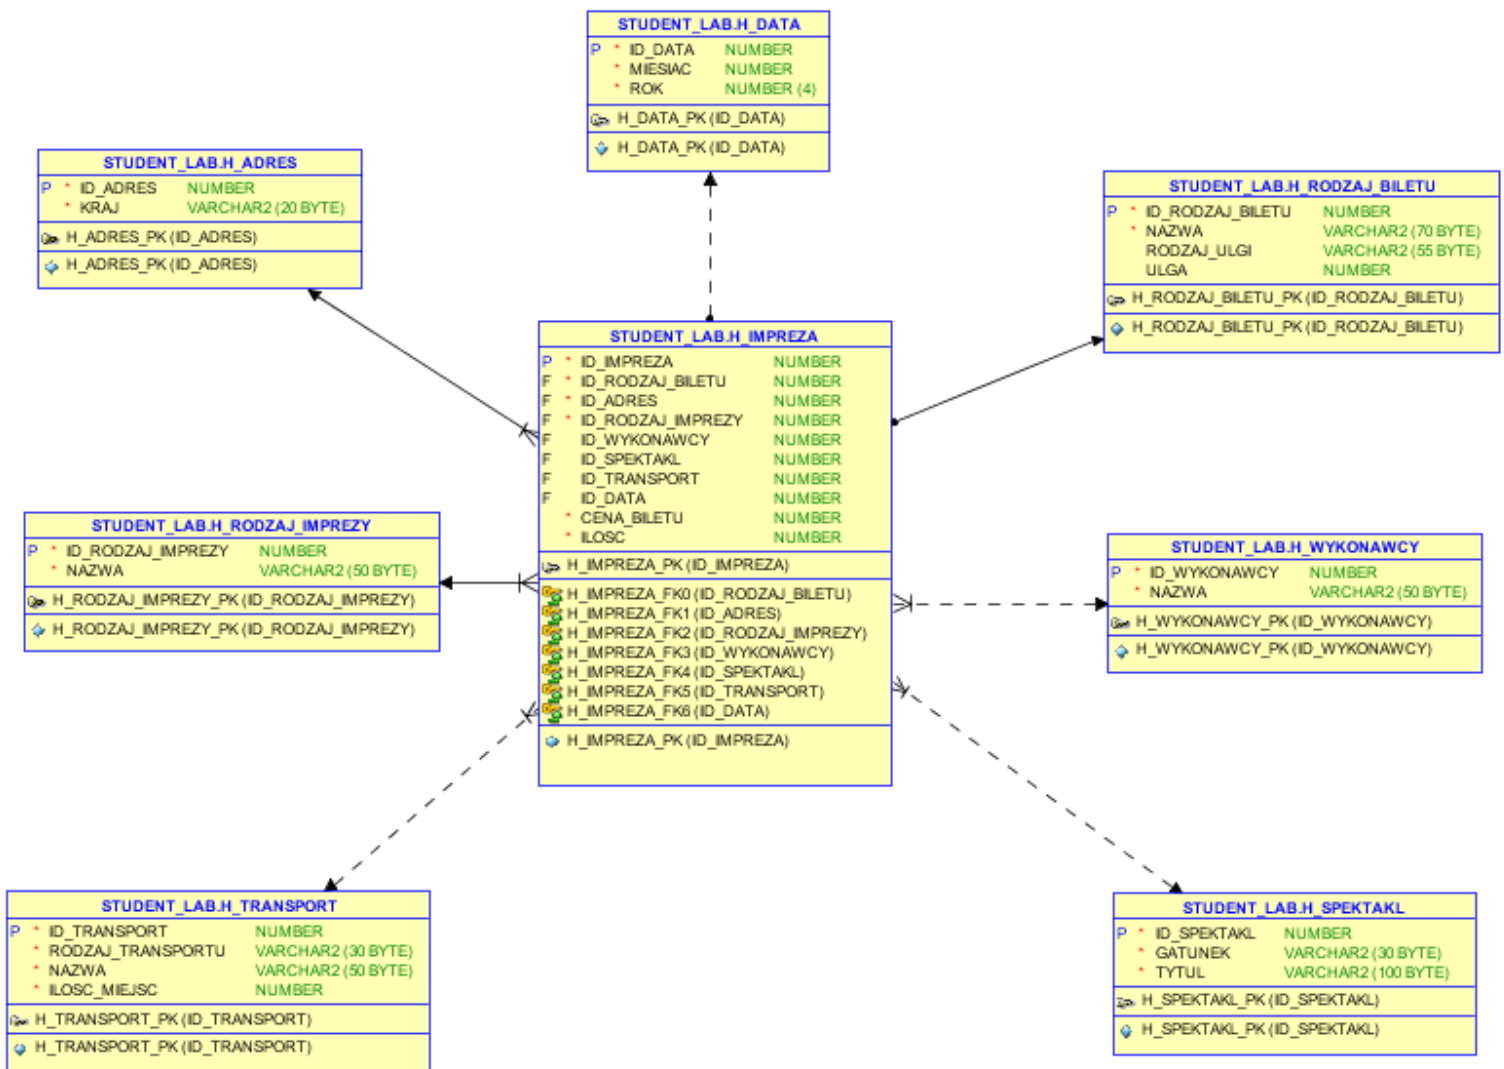 STUDENT_LAB.H_DATA
P * ID_DATA NUMBER
* MIESIAC NUMBER
* ROK NUMBER (4)
H_DATA_PK (ID_DATA)
H_DATA_PK (ID_DATA)
STUDENT_LAB.H_ADRES
P * ID_ADRES NUMBER
* KRAJ VARCHAR2 (20 BYTE)
H_ADRES_PK (ID_ADRES)
H_ADRES_PK (ID_ADRES)
STUDENT_LAB.H_RODZAJ_BILETU
P * ID_RODZAJ_BILETU NUMBER
* NAZWA VARCHAR2 (70 BYTE)
RODZAJ_ULGI VARCHAR2 (55 BYTE)
ULGA NUMBER
H_RODZAJ_BILETU_PK (ID_RODZAJ_BILETU)
H_RODZAJ_BILETU_PK (ID_RODZAJ_BILETU)
STUDENT_LAB.H_IMPREZA
P * ID_IMPREZA NUMBER
F * ID_RODZAJ_BILETU NUMBER
F * ID_ADRES NUMBER
F * ID_RODZAJ_IMPREZY NUMBER
F ID_WYKONAWCY NUMBER
F ID_SPEKTAKL NUMBER
F ID_TRANSPORT NUMBER
F ID_DATA NUMBER
* CENA_BILETU NUMBER
* ILOSC NUMBER
H_IMPREZA_PK (ID_IMPREZA)
H_IMPREZA_FK0 (ID_RODZAJ_BILETU)
H_IMPREZA_FK1 (ID_ADRES)
H_IMPREZA_FK2 (ID_RODZAJ_IMPREZY)
H_IMPREZA_FK3 (ID_WYKONAWCY)
H_IMPREZA_FK4 (ID_SPEKTAKL)
H_IMPREZA_FK5 (ID_TRANSPORT)
H_IMPREZA_FK6 (ID_DATA)
H_IMPREZA_PK (ID_IMPREZA)
STUDENT_LAB.H_RODZAJ_IMPREZY
P * ID_RODZAJ_IMPREZY NUMBER
* NAZWA VARCHAR2 (50 BYTE)
H_RODZAJ_IMPREZY_PK (ID_RODZAJ_IMPREZY)
H_RODZAJ_IMPREZY_PK (ID_RODZAJ_IMPREZY)
STUDENT_LAB.H_WYKONAWCY
P * ID_WYKONAWCY NUMBER
* NAZWA VARCHAR2 (50 BYTE)
H_WYKONAWCY_PK (ID_WYKONAWCY)
H_WYKONAWCY_PK (ID_WYKONAWCY)
STUDENT_LAB.H_TRANSPORT
P * ID_TRANSPORT NUMBER
* RODZAJ_TRANSPORTU VARCHAR2 (30 BYTE)
* NAZWA VARCHAR2 (50 BYTE)
* ILOSC_MIEJSC NUMBER
H_TRANSPORT_PK (ID_TRANSPORT)
H_TRANSPORT_PK (ID_TRANSPORT)
STUDENT_LAB.H_SPEKTAKL
P * ID_SPEKTAKL NUMBER
* GATUNEK VARCHAR2 (30 BYTE)
* TYTUL VARCHAR2 (100 BYTE)
H_SPEKTAKL_PK (ID_SPEKTAKL)
H_SPEKTAKL_PK (ID_SPEKTAKL)